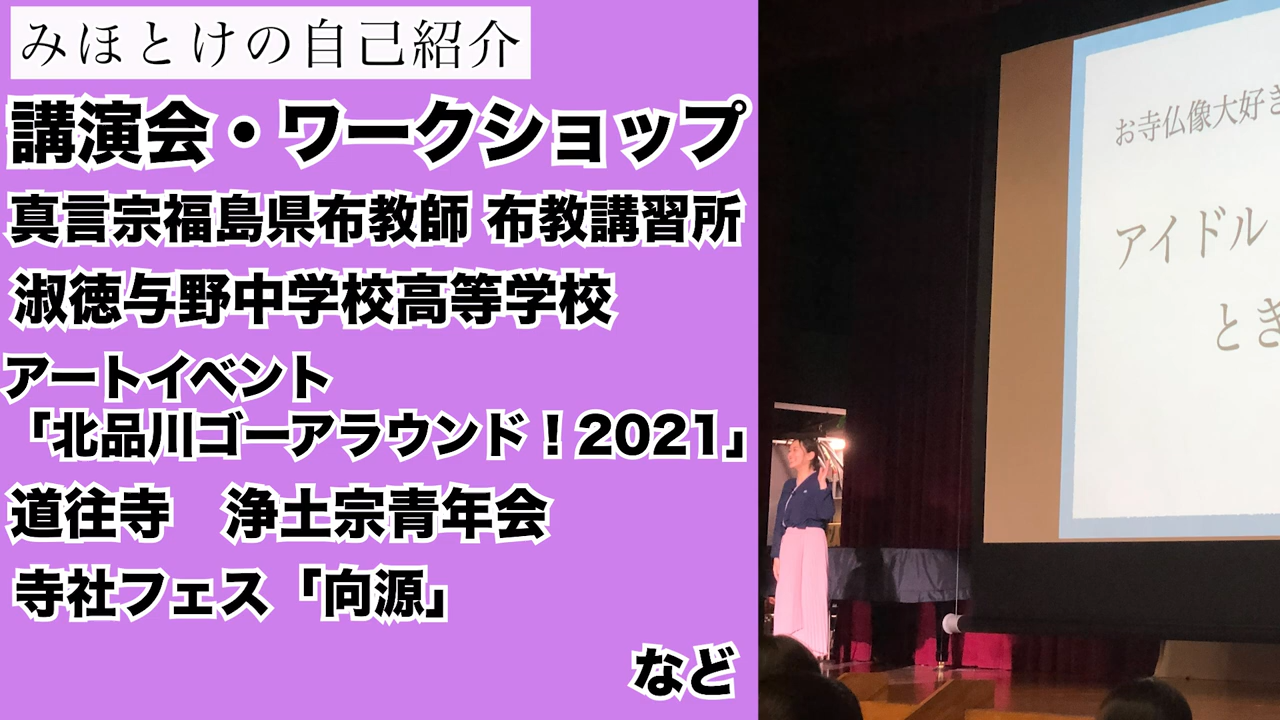 みほとけの自己紹介
講演会・ワークショップ
真言宗福島県布教師 布教講習所
淑徳与野中学校高等学校
アートイベント
「北品川ゴーアラウンド！2021」
道往寺　浄土宗青年会
寺社フェス「向源」
など
お寺仏像大好き
アイドル
とき